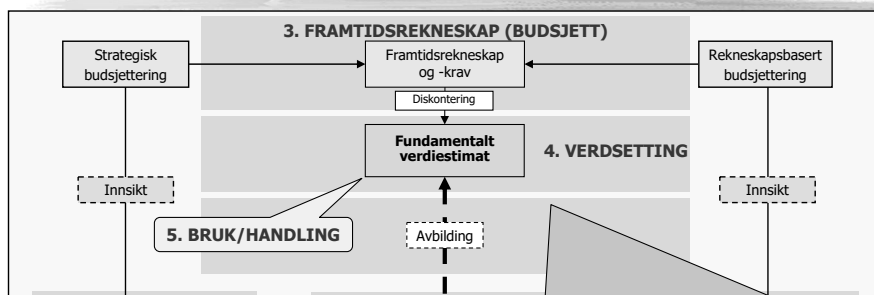 3. FRAMTIDSREKNESKAP (BUDSJETT)
Strategisk
budsjettering
Framtidsrekneskap
og -krav
Rekneskapsbasert
budsjettering
Diskontering
Fundamentalt
verdiestimat
4. VERDSETTING
Innsikt
Innsikt
5. BRUK/HANDLING
Avbilding